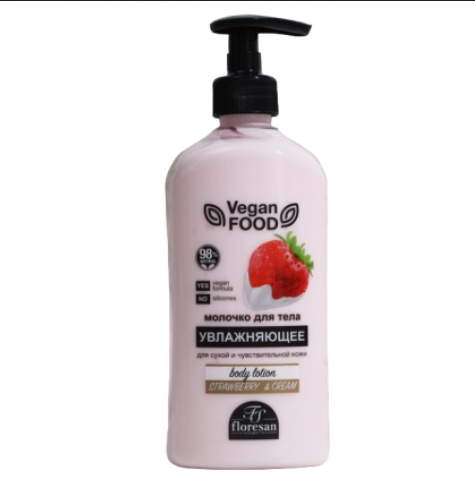 Vegan
FOOD
98%
YES vegan formula
NO silicones
молочко для тела
УВЛАЖНЯЮЩЕЕ
для сухой и чувствительной кожи
body lotion
STRAWBERRY & CREAM
FS
floresan